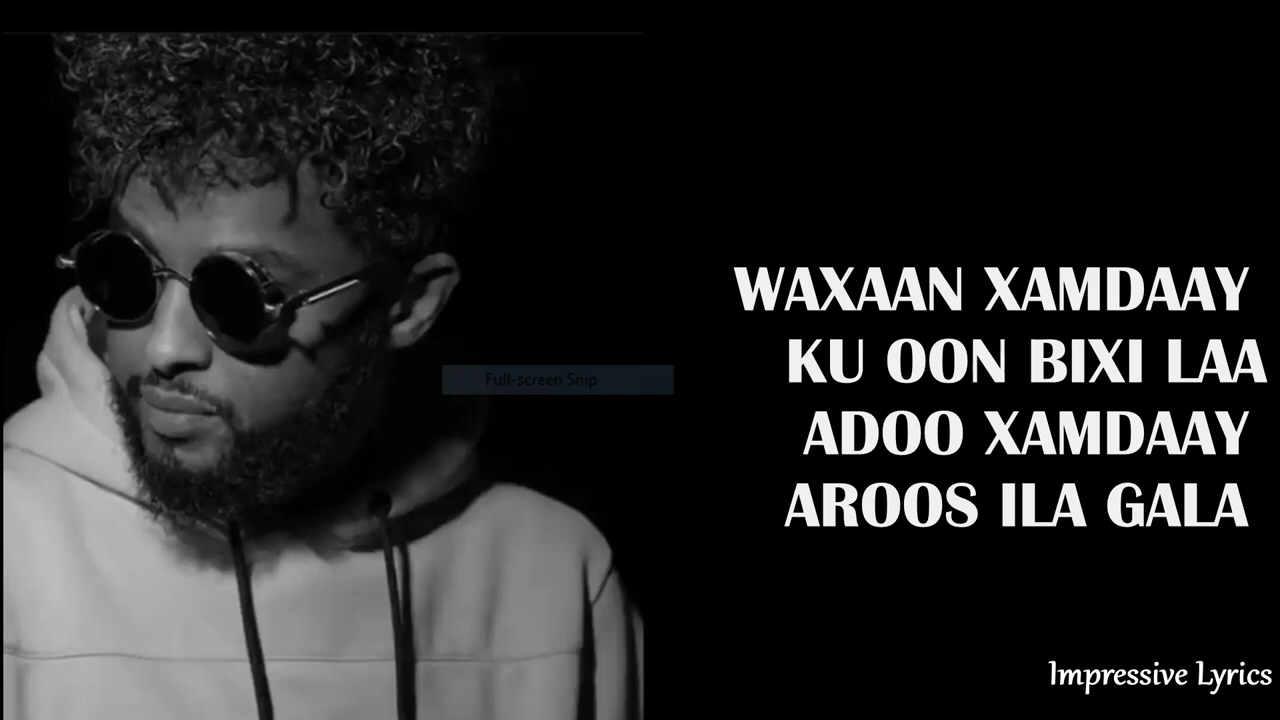 Full-screen Snip
WAXAAN XAMDAAY
KU OON BIXI LAA
ADOO XAMDAAY
AROOS ILA GALA
Impressive Lyrics